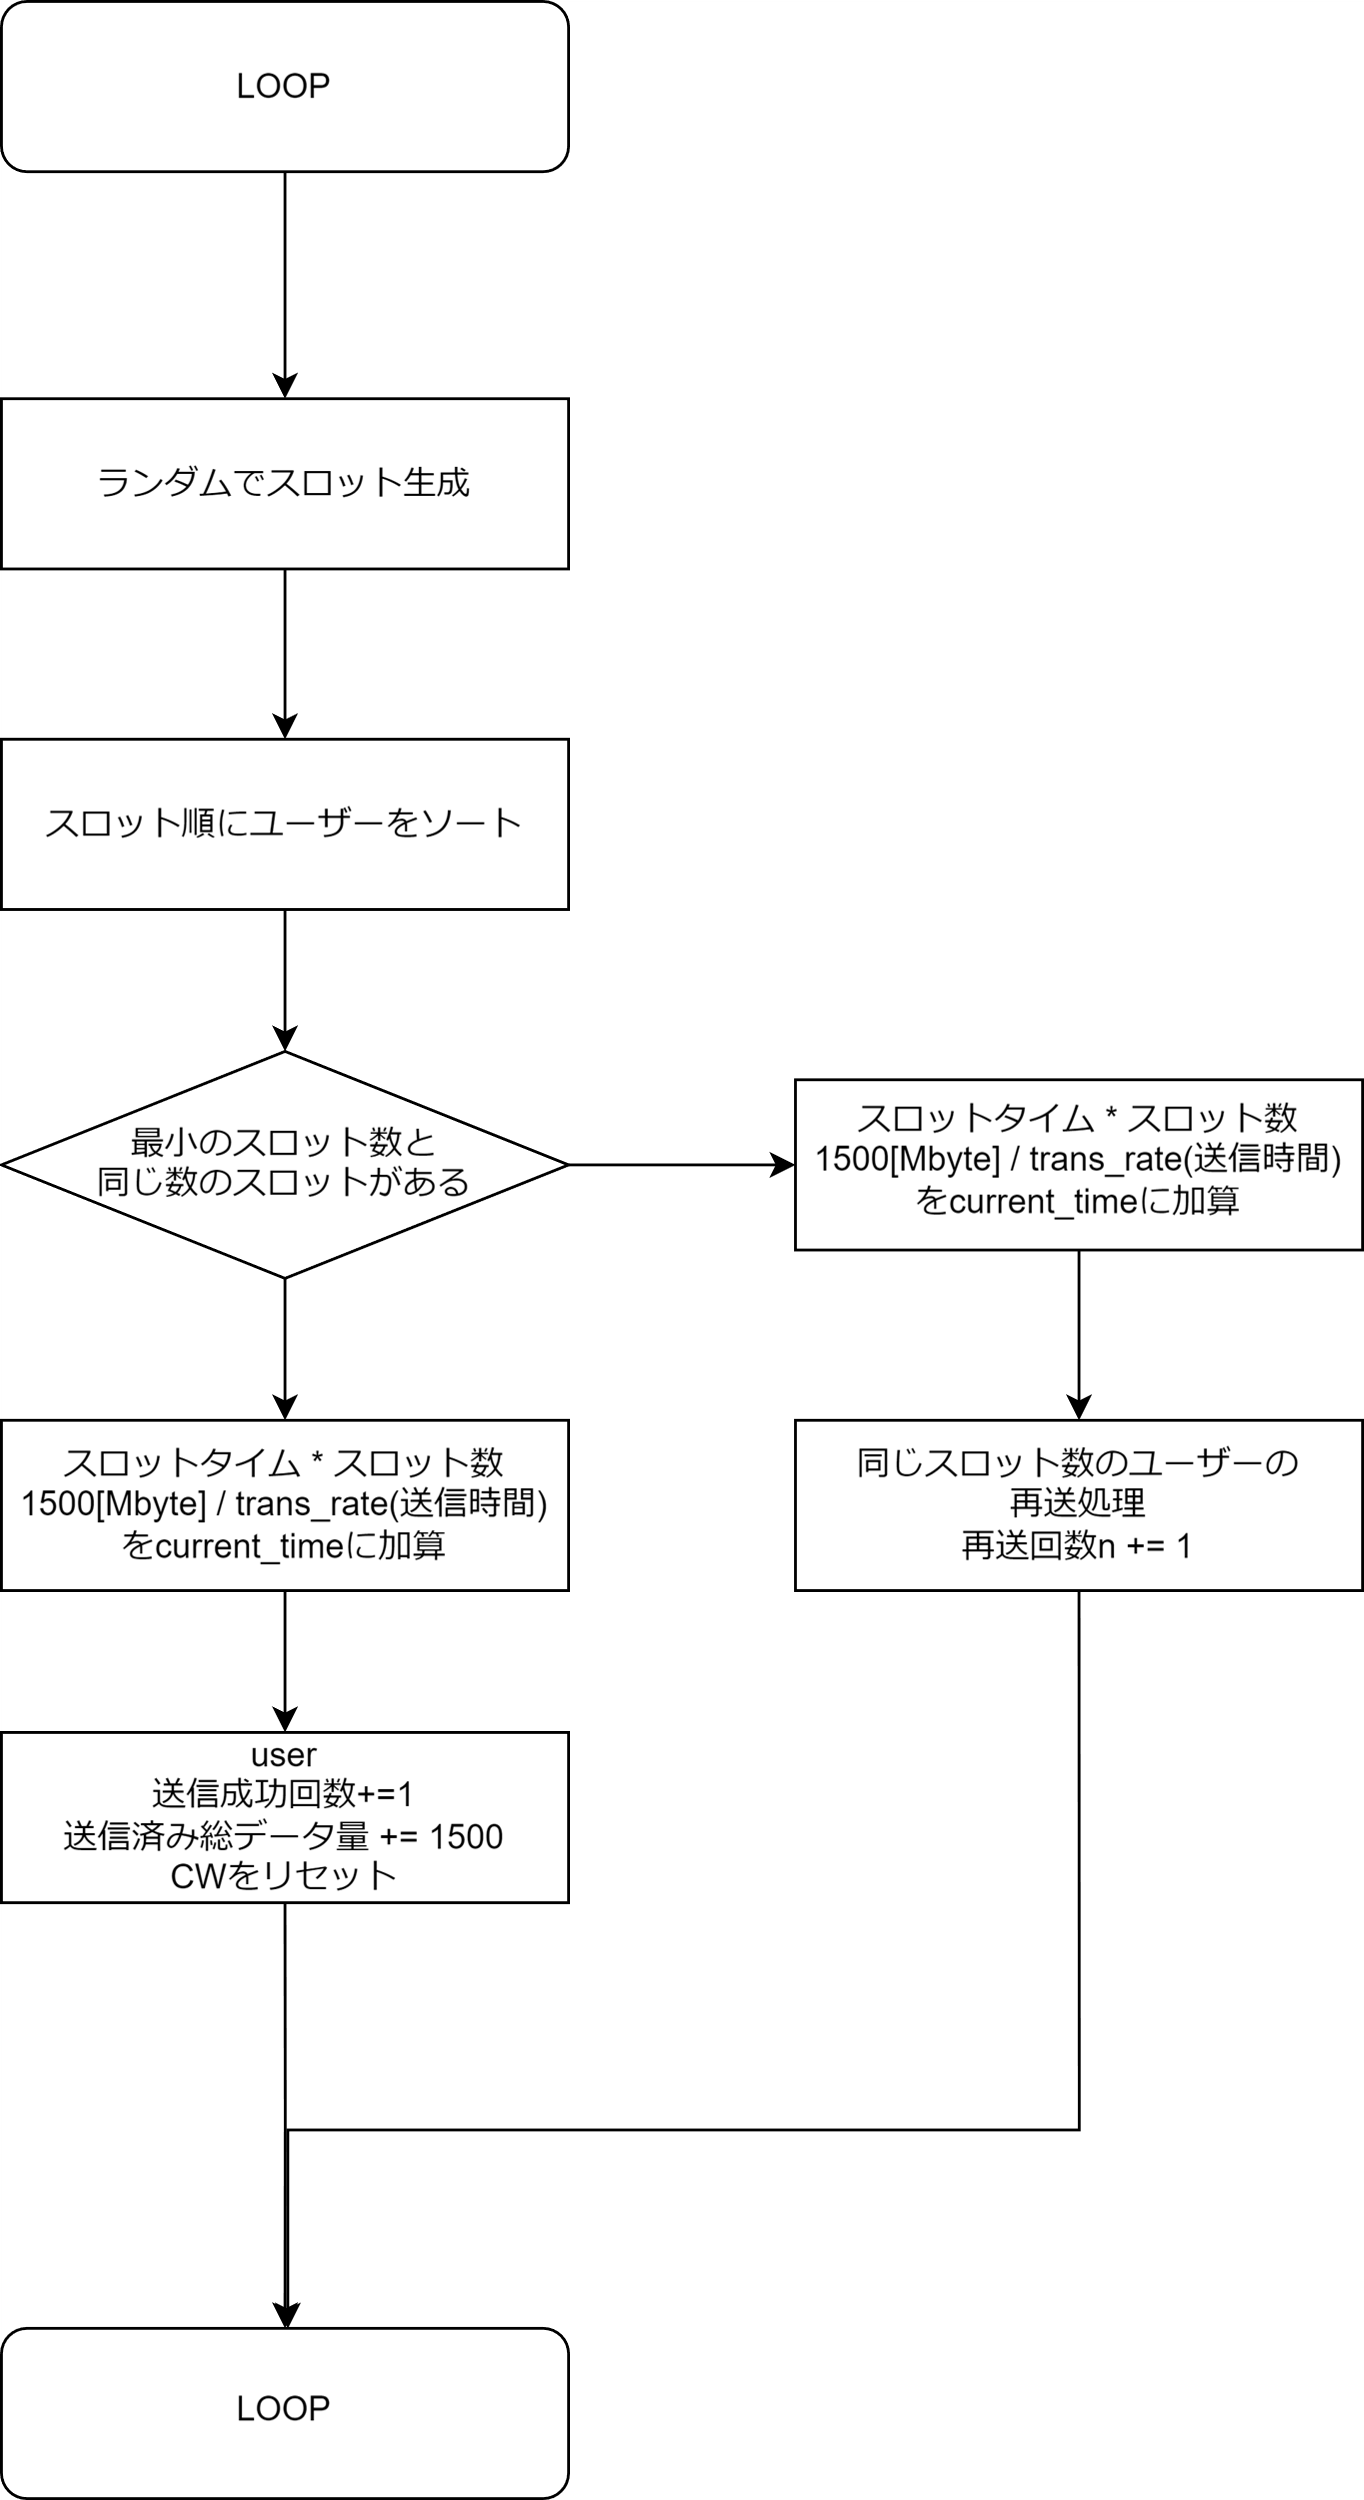 LOOP
ランダムでスロット生成
スロット順にユーザーをソート
最小のスロット数と
同じ数のスロットがある
スロットタイム * スロット数
1500[Mbyte] / trans_rate(送信時間)
をcurrent_timeに加算
スロットタイム * スロット数
1500[Mbyte] / trans_rate(送信時間)
をcurrent_timeに加算
同じスロット数のユーザーの
再送処理
再送回数n += 1
user
送信成功回数+=1
送信済み総データ量 += 1500
CWをリセット
LOOP